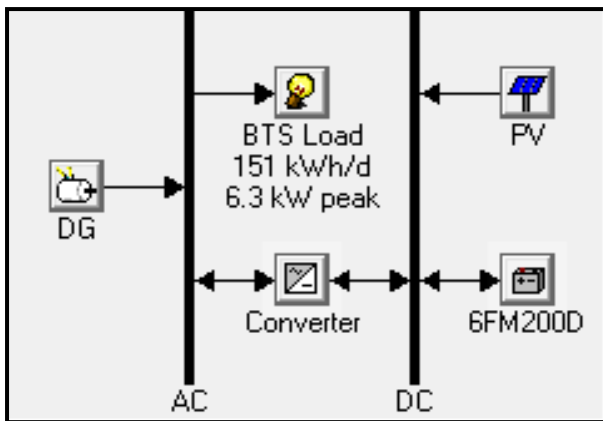 BTS Load
151 kWh/d
6.3 kW peak
PV
DG
Converter
6FM200D
AC
DC